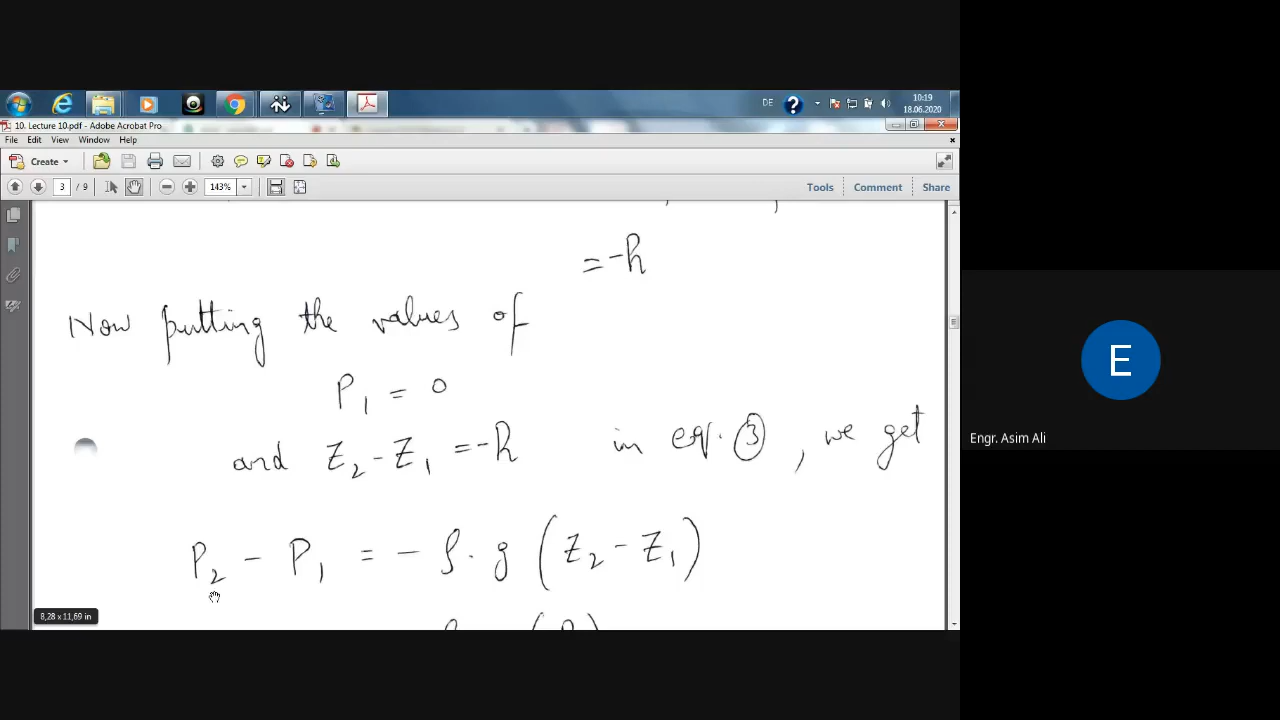 DE
10:19
18.06.2020
10. Lecture 10.pdf - Adobe Acrobat Pro
File Edit View Window Help
Create
3 / 9
143%
Tools Comment Share
= -h
Now putting the values of
P₁ = 0
and Z₂ - Z₁ = -h in eq. ③, we get
P₂ - P₁ = - ρ. g (Z₂ - Z₁)
8,28 x 11,69 in
E
Engr. Asim Ali